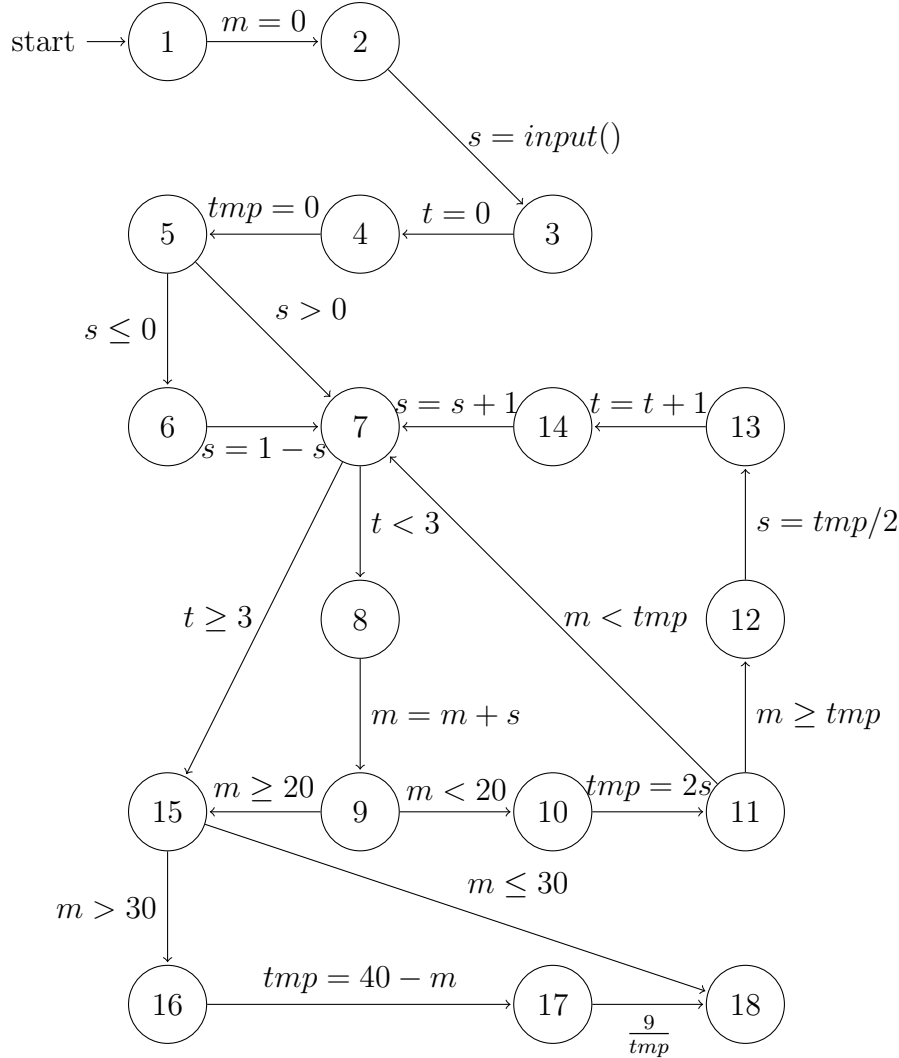 start
1
m = 0
2
s = input()
5
tmp = 0
4
t = 0
3
s ≤ 0
s > 0
6
s = 1 − s
7
s = s + 1
14
t = t + 1
13
t < 3
s = tmp/2
t ≥ 3
8
m < tmp
12
m = m + s
m ≥ tmp
15
m ≥ 20
9
m < 20
10
tmp = 2s
11
m ≤ 30
m > 30
16
tmp = 40 − m
17
9/tmp
18